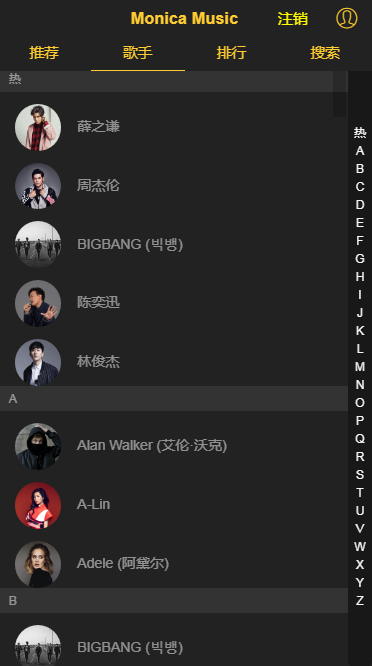 Monica Music 注销
推荐 歌手 排行 搜索
热
薛之谦
周杰伦
BIGBANG (빅뱅)
陈奕迅
林俊杰
A
Alan Walker (艾伦·沃克)
A-Lin
Adele (阿黛尔)
B
BIGBANG (빅뱅)
热
A
B
C
D
E
F
G
H
I
J
K
L
M
N
O
P
Q
R
S
T
U
V
W
X
Y
Z